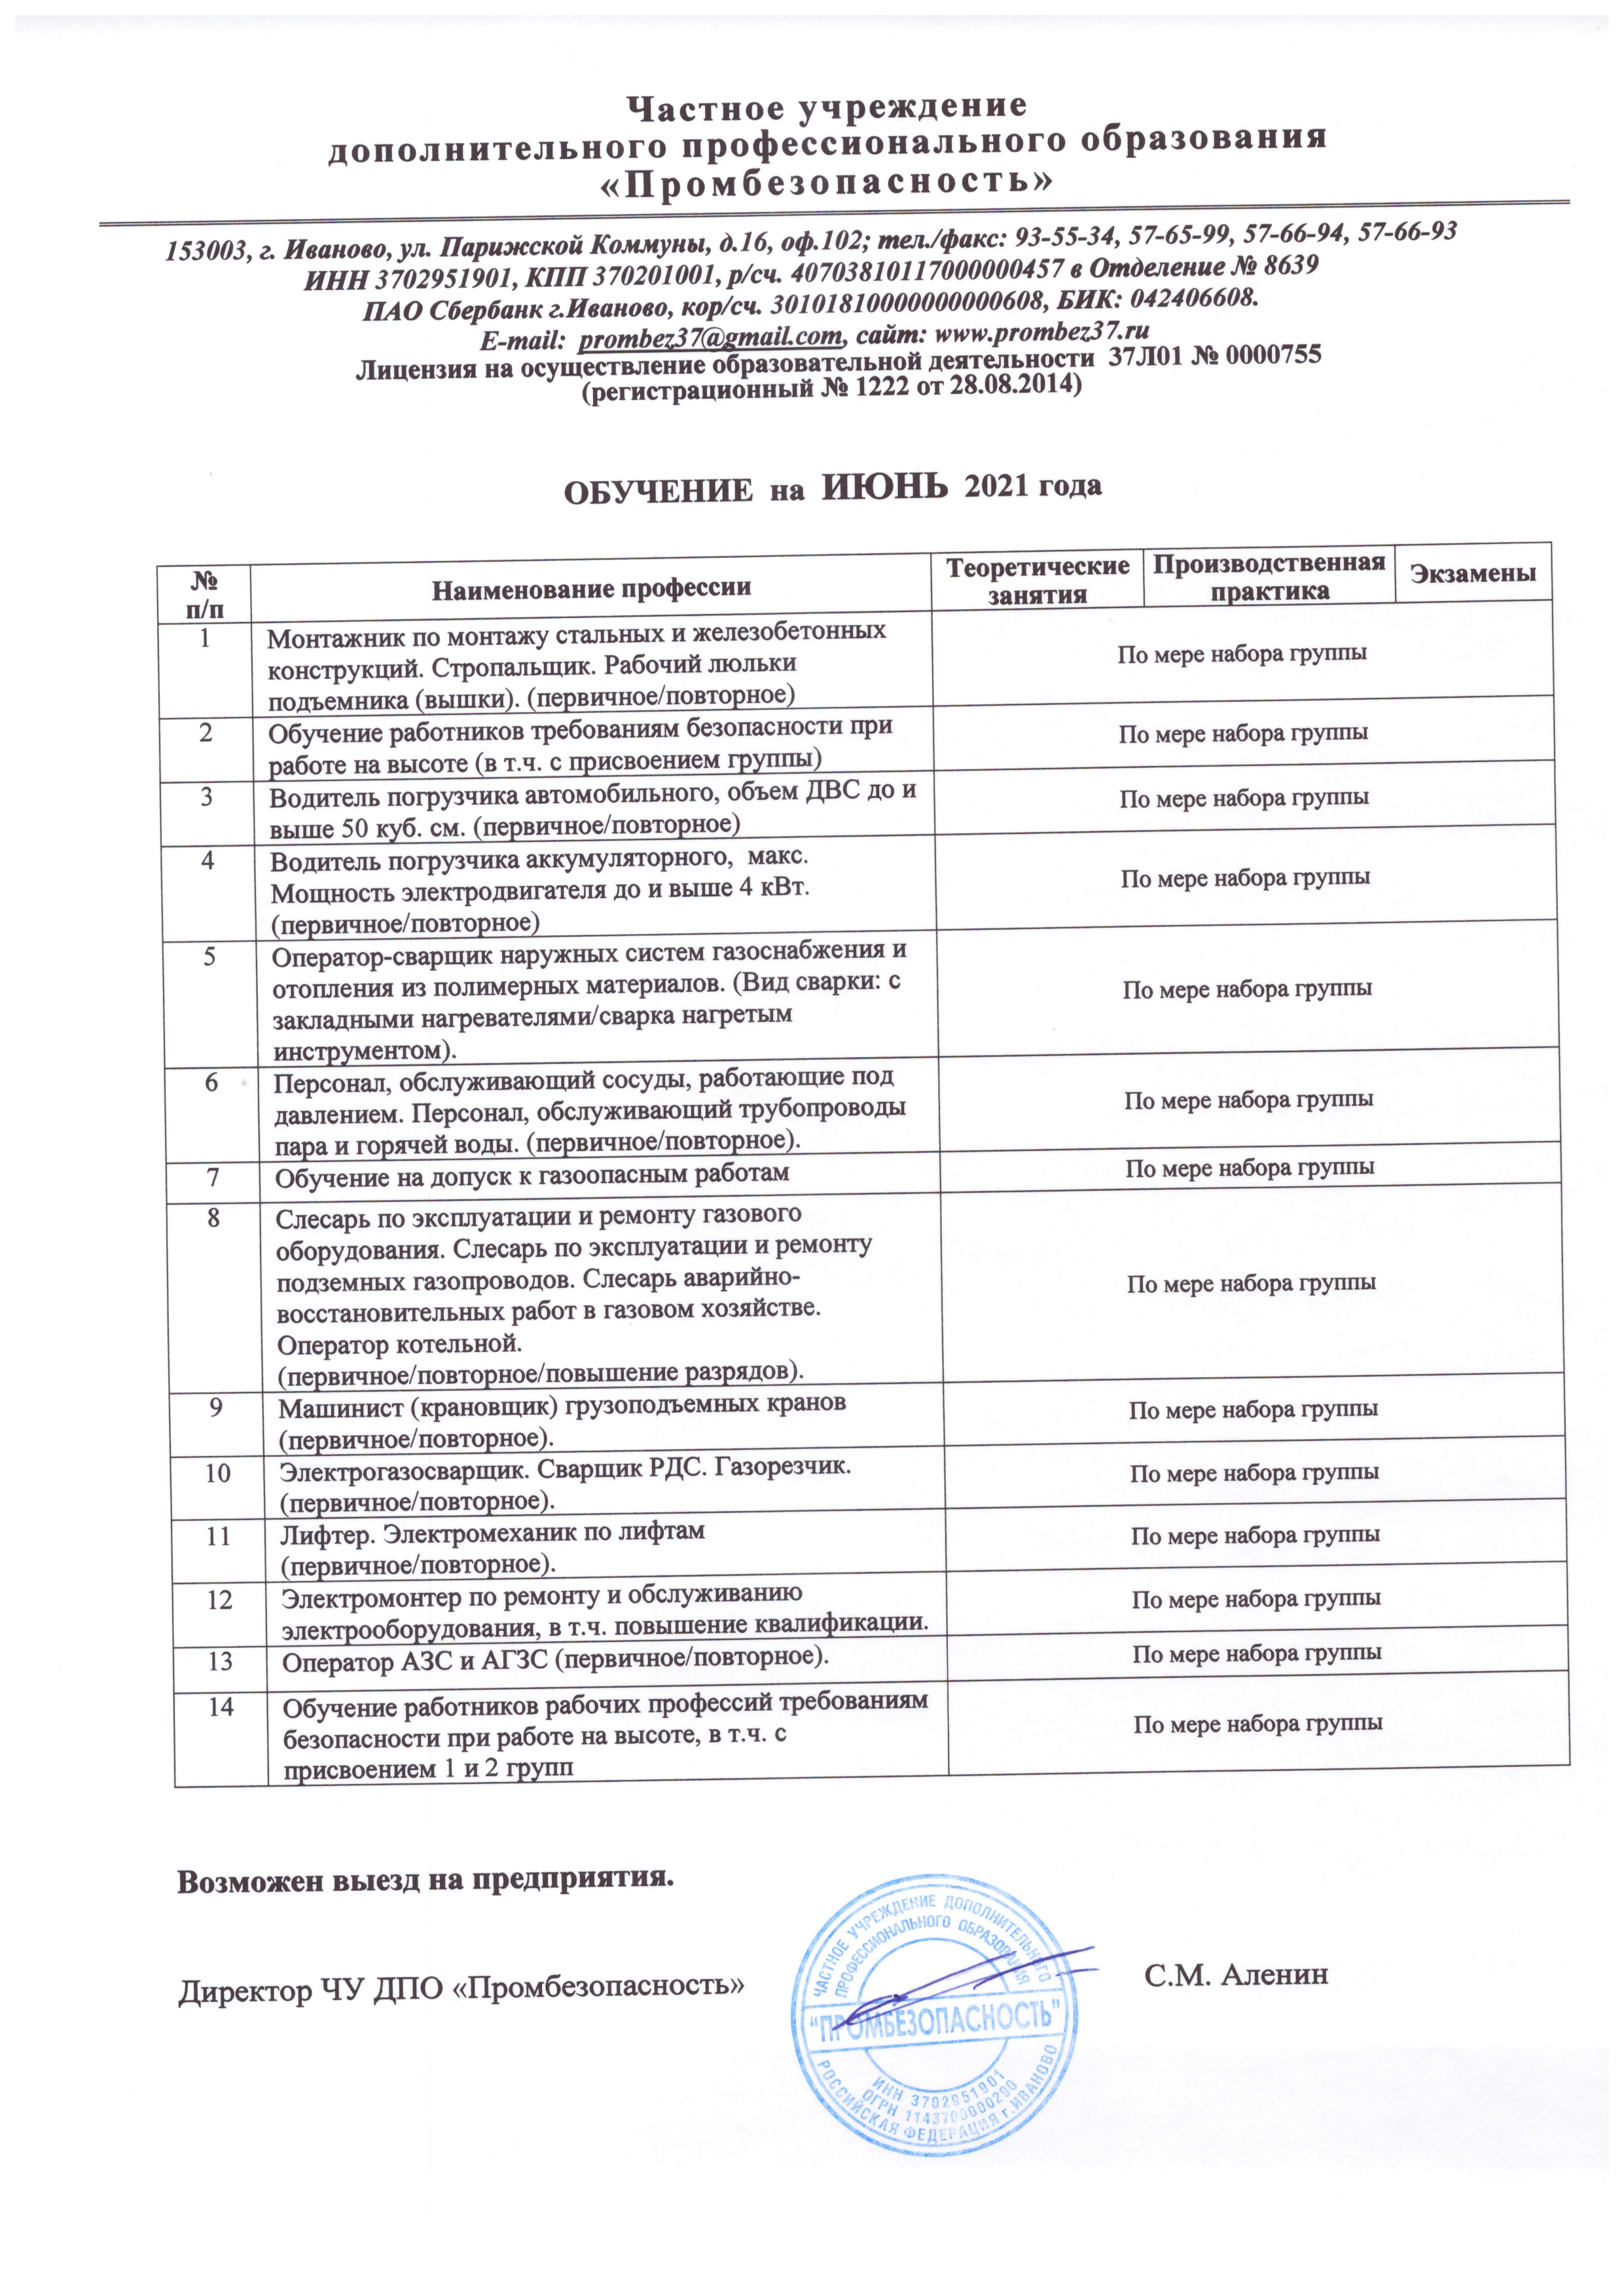 Частное учреждение
дополнительного профессионального образования
«Промбезопасность»
153003, г. Иваново, ул. Парижской Коммуны, д.16, оф.102; тел./факс: 93-55-34, 57-65-99, 57-66-94, 57-66-93
ИНН 3702951901, КПП 370201001, р/сч. 40703810117000000457 в Отделение № 8639
ПАО Сбербанк г.Иваново, кор/сч. 30101810000000000608, БИК: 042406608.
E-mail: prombez37@gmail.com, сайт: www.prombez37.ru
Лицензия на осуществление образовательной деятельности 37Л01 № 0000755
(регистрационный № 1222 от 28.08.2014)
ОБУЧЕНИЕ на ИЮНЬ 2021 года
№ п/п Наименование профессии Теоретические занятия Производственная практика Экзамены
1 Монтажник по монтажу стальных и железобетонных
конструкций. Стропальщик. Рабочий люльки
подъемника (вышки). (первичное/повторное)
По мере набора группы
2 Обучение работников требованиям безопасности при
работе на высоте (в т.ч. с присвоением группы)
По мере набора группы
3 Водитель погрузчика автомобильного, объем ДВС до и
выше 50 куб. см. (первичное/повторное)
По мере набора группы
4 Водитель погрузчика аккумуляторного, макс.
Мощность электродвигателя до и выше 4 кВт.
(первичное/повторное)
По мере набора группы
5 Оператор-сварщик наружных систем газоснабжения и
отопления из полимерных материалов. (Вид сварки: с
закладными нагревателями/сварка нагретым
инструментом).
По мере набора группы
6 Персонал, обслуживающий сосуды, работающие под
давлением. Персонал, обслуживающий трубопроводы
пара и горячей воды. (первичное/повторное).
По мере набора группы
7 Обучение на допуск к газоопасным работам
По мере набора группы
8 Слесарь по эксплуатации и ремонту газового
оборудования. Слесарь по эксплуатации и ремонту
подземных газопроводов. Слесарь аварийно-
восстановительных работ в газовом хозяйстве.
Оператор котельной.
(первичное/повторное/повышение разрядов).
По мере набора группы
9 Машинист (крановщик) грузоподъемных кранов
(первичное/повторное).
По мере набора группы
10 Электрогазосварщик. Сварщик РДС. Газорезчик.
(первичное/повторное).
По мере набора группы
11 Лифтер. Электромеханик по лифтам
(первичное/повторное).
По мере набора группы
12 Электромонтер по ремонту и обслуживанию
электрооборудования, в т.ч. повышение квалификации.
По мере набора группы
13 Оператор АЗС и АГЗС (первичное/повторное).
По мере набора группы
14 Обучение работников рабочих профессий требованиям
безопасности при работе на высоте, в т.ч. с
присвоением 1 и 2 групп
По мере набора группы
Возможен выезд на предприятия.
Директор ЧУ ДПО «Промбезопасность» С.М. Аленин
ЧАСТНОЕ УЧРЕЖДЕНИЕ ДОПОЛНИТЕЛЬНОГО
ПРОФЕССИОНАЛЬНОГО ОБРАЗОВАНИЯ
"ПРОМБЕЗОПАСНОСТЬ"
ИНН 3702951901
ОГРН 1143700000290
РОССИЙСКАЯ ФЕДЕРАЦИЯ г.ИВАНОВО